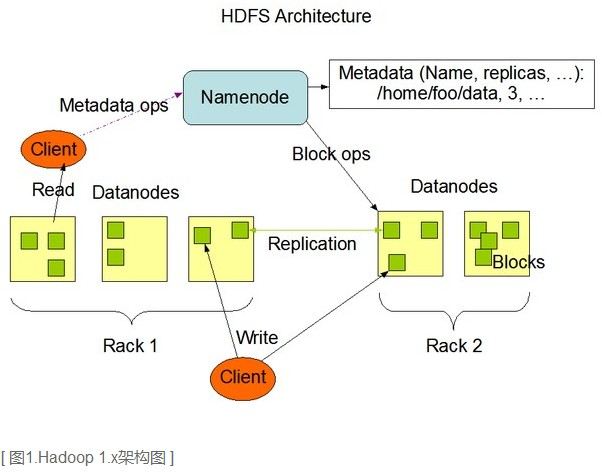 HDFS Architecture
Metadata (Name, replicas, …):
/home/foo/data, 3, …
Namenode
Metadata ops
Client
Block ops
Read
Datanodes
Datanodes
Replication
Blocks
Rack 1
Write
Rack 2
Client
[ 图1.Hadoop 1.x架构图 ]